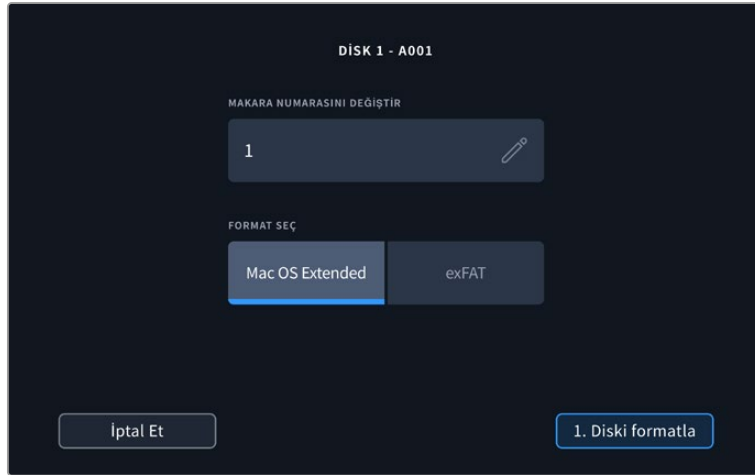 DİSK 1 - A001
MAKARA NUMARASINI DEĞİŞTİR
1
FORMAT SEÇ
Mac OS Extended exFAT
İptal Et 1. Diski formatla